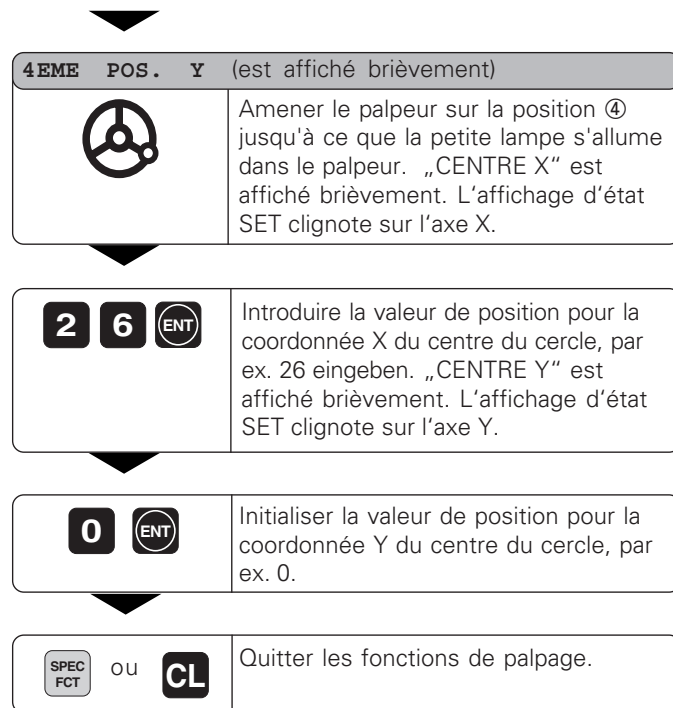 4EME POS. Y (est affiché brièvement)
Amener le palpeur sur la position ④
jusqu'à ce que la petite lampe s'allume
dans le palpeur. „CENTRE X“ est
affiché brièvement. L‘affichage d‘état
SET clignote sur l‘axe X.
2 6 ENT
Introduire la valeur de position pour la
coordonnée X du centre du cercle, par
ex. 26 eingeben. „CENTRE Y“ est
affiché brièvement. L‘affichage d‘état
SET clignote sur l‘axe Y.
0 ENT
Initialiser la valeur de position pour la
coordonnée Y du centre du cercle, par
ex. 0.
SPEC
FCT
ou CL
Quitter les fonctions de palpage.